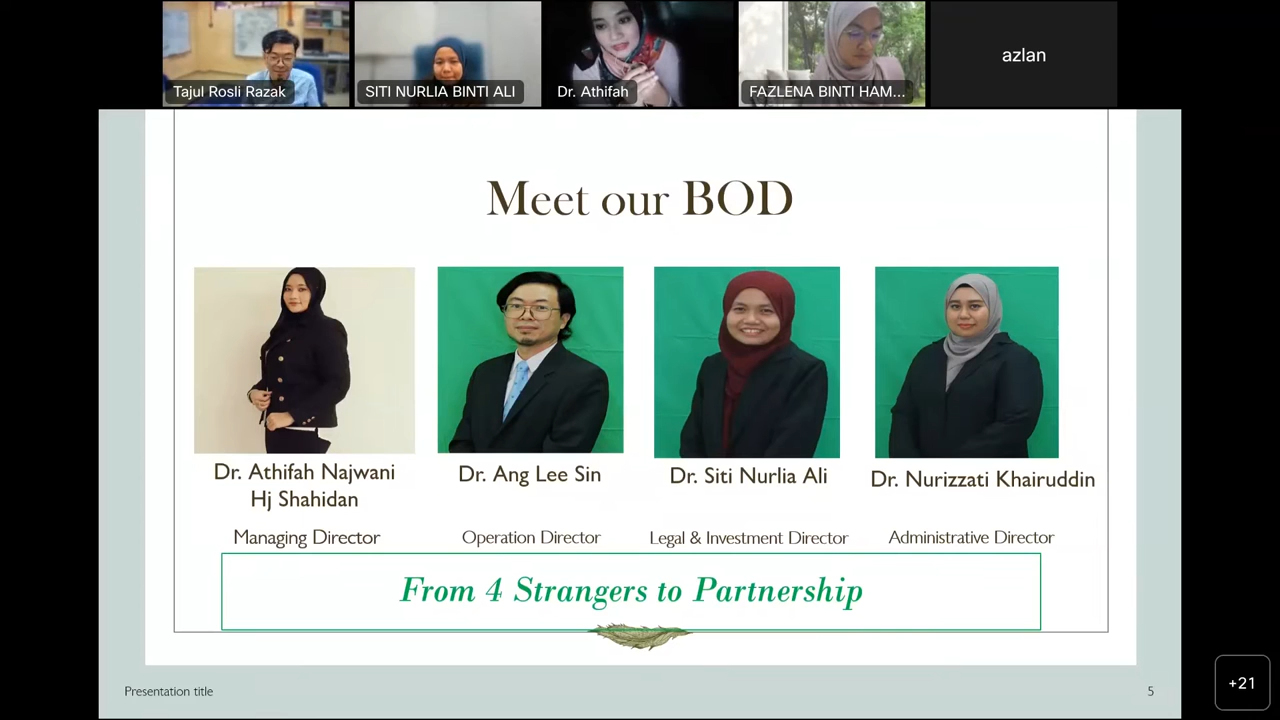 Tajul Rosli Razak
SITI NURLIA BINTI ALI
Dr. Athifah
FAZLENA BINTI HAM...
azlan
Meet our BOD
Dr. Athifah Najwani
Hj Shahidan
Managing Director
Dr. Ang Lee Sin
Operation Director
Dr. Siti Nurlia Ali
Legal & Investment Director
Dr. Nurizzati Khairuddin
Administrative Director
From 4 Strangers to Partnership
Presentation title
5
+21